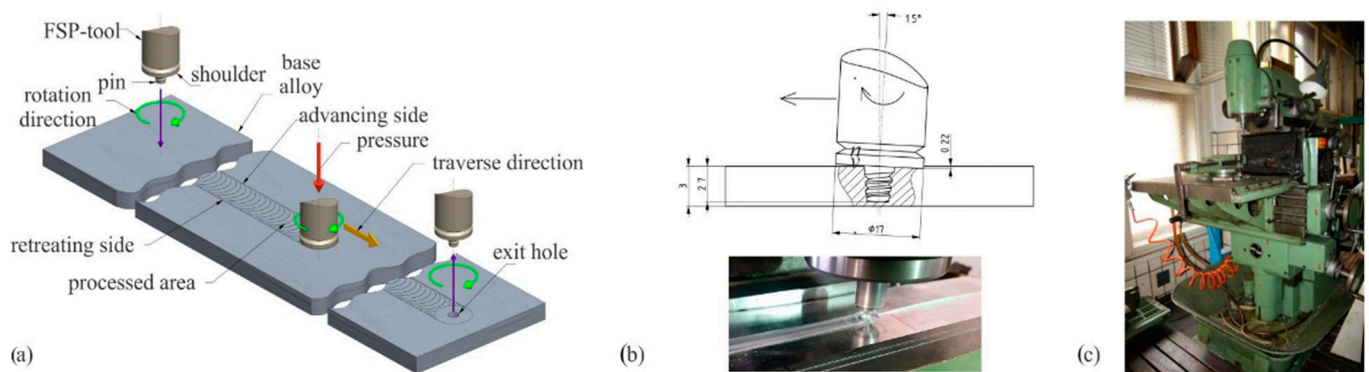 FSP-tool
pin
shoulder
rotation
direction
base
alloy
advancing side
pressure
traverse direction
retreating side
processed area
exit hole
(a)
15°
0.22
3
2.7
ϕ17
(b)
(c)